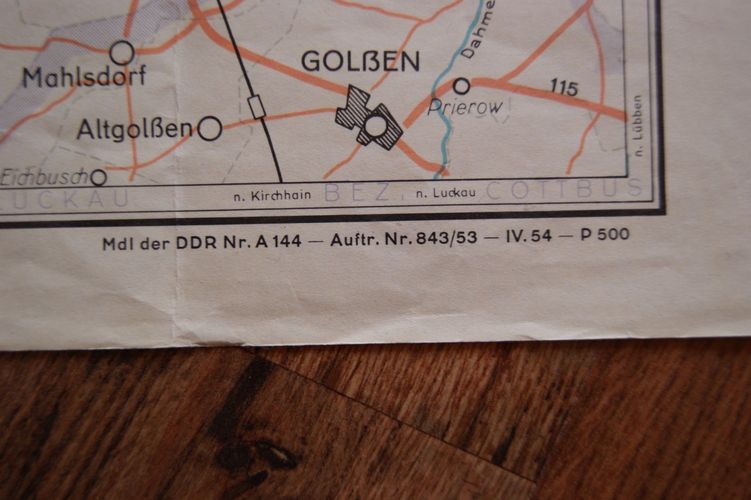 Dahme
GOLẞEN
Mahlsdorf
115
Prierow
Altgolßen
n. Lübben
Eichbusch
LUCKAU
n. Kirchhain
BEZ.
n. Luckau
COTTBUS
MdI der DDR Nr. A 144 — Auftr. Nr. 843/53 — IV. 54 — P 500